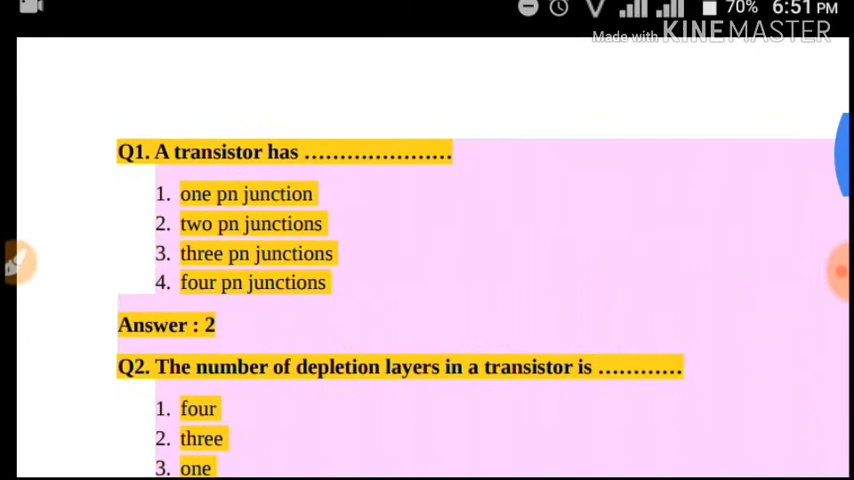 70% 6:51 PM
Made with KINEMASTER
Q1. A transistor has …………………
1. one pn junction
2. two pn junctions
3. three pn junctions
4. four pn junctions
Answer : 2
Q2. The number of depletion layers in a transistor is …………
1. four
2. three
3. one